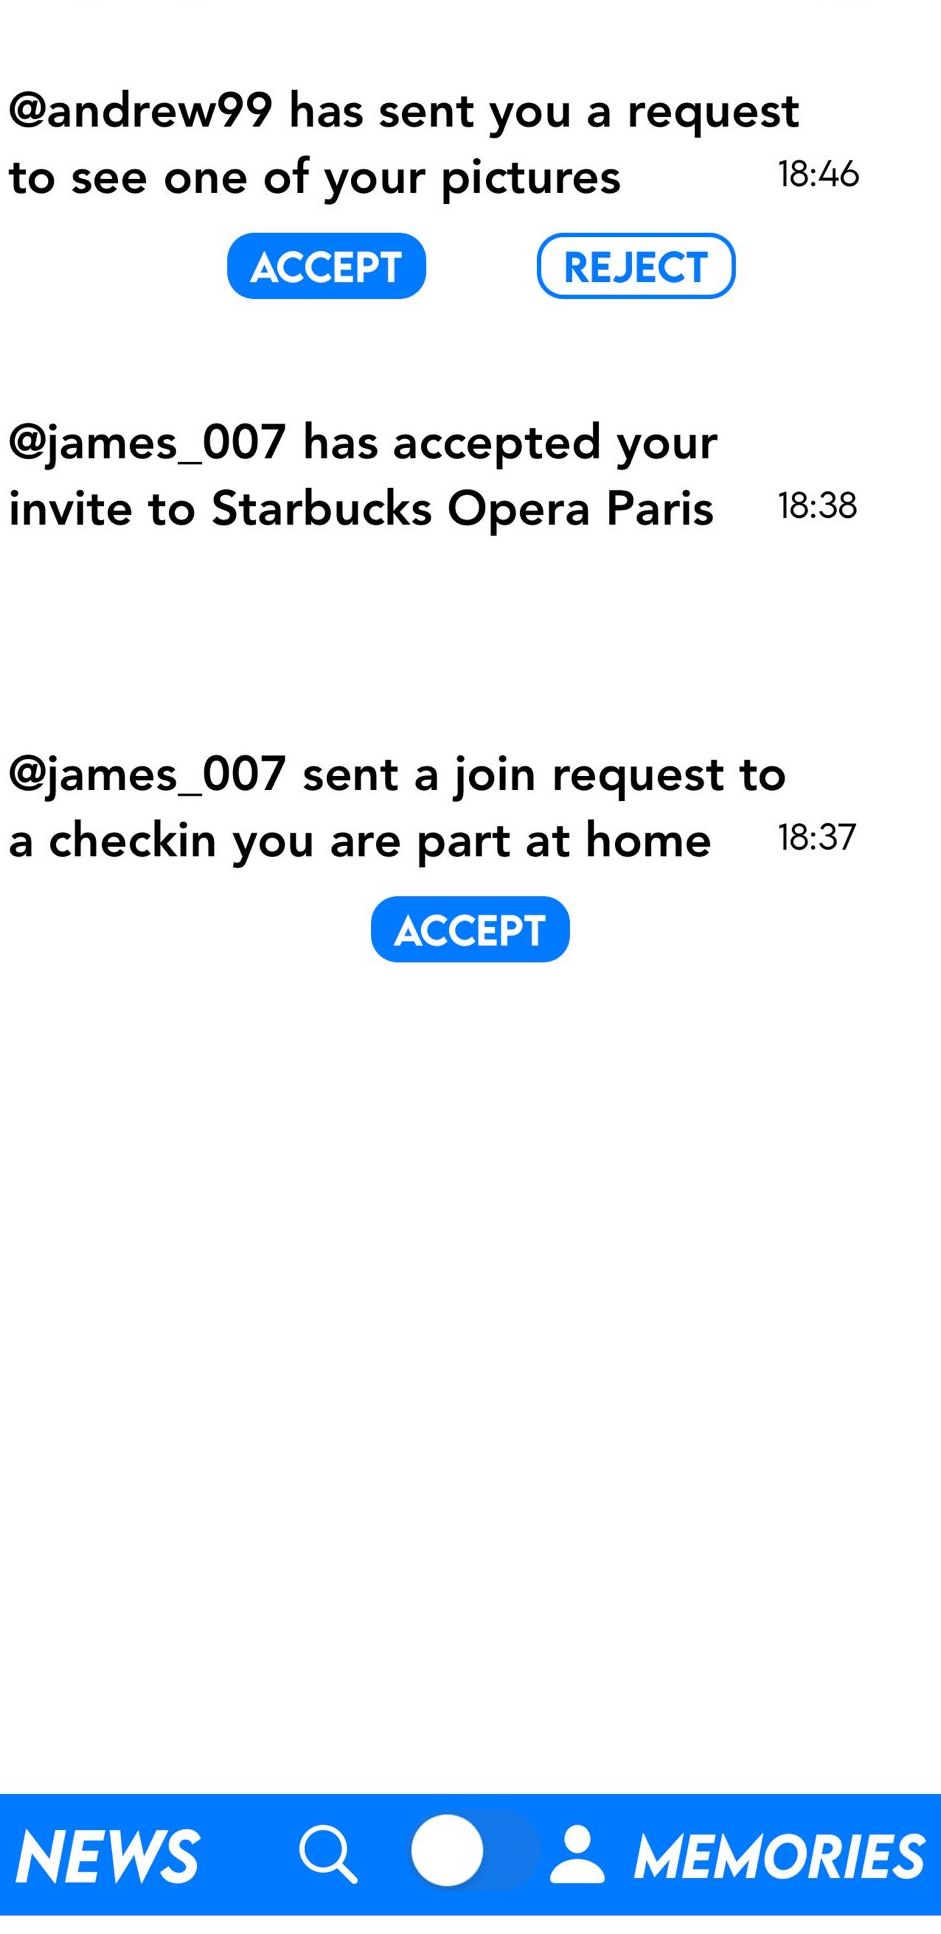 @andrew99 has sent you a request
to see one of your pictures 18:46
ACCEPT REJECT
@james_007 has accepted your
invite to Starbucks Opera Paris 18:38
@james_007 sent a join request to
a checkin you are part at home 18:37
ACCEPT
NEWS MEMORIES